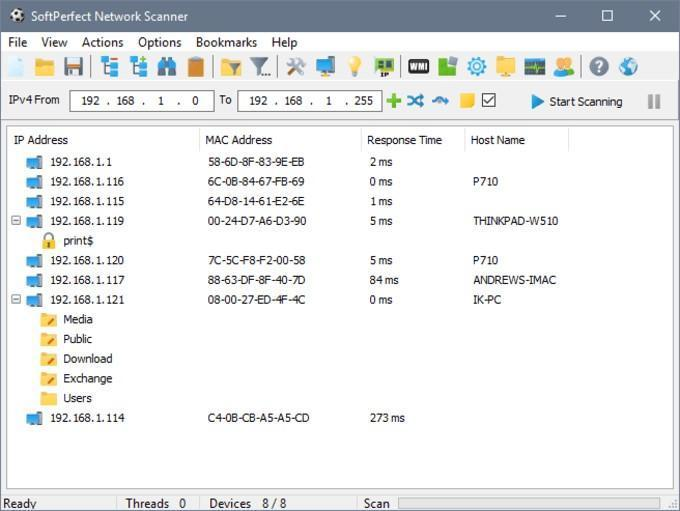 SoftPerfect Network Scanner
File View Actions Options Bookmarks Help
WMI IP
IPv4 From 192 . 168 . 1 . 0 To 192 . 168 . 1 . 255 Start Scanning
IP Address MAC Address Response Time Host Name
192.168.1.1 58-6D-8F-83-9E-EB 2 ms
192.168.1.116 6C-0B-84-67-FB-69 0 ms P710
192.168.1.115 64-D8-14-61-E2-6E 1 ms
192.168.1.119 00-24-D7-A6-D3-90 5 ms THINKPAD-W510
print$
192.168.1.120 7C-5C-F8-F2-00-58 5 ms P710
192.168.1.117 88-63-DF-8F-40-7D 84 ms ANDREWS-IMAC
192.168.1.121 08-00-27-ED-4F-4C 0 ms IK-PC
Media
Public
Download
Exchange
Users
192.168.1.114 C4-0B-CB-A5-A5-CD 273 ms
Ready Threads 0 Devices 8 / 8 Scan